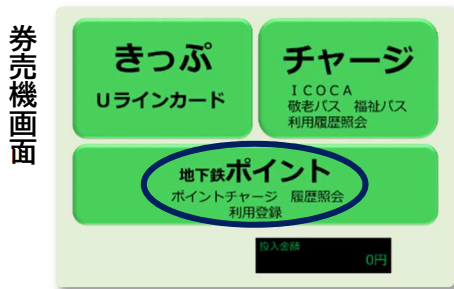 券売機画面
きっぷ
Uラインカード
チャージ
ICOCA
敬老パス 福祉パス
利用履歴照会
地下鉄ポイント
ポイントチャージ 履歴照会
利用登録
投入金額
0円